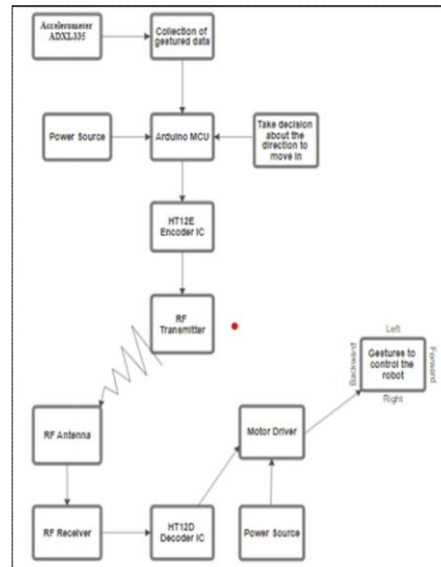 Accelerometer
ADXL335
Collection of
gestured data
Power Source
Arduino MCU
Take decision
about the
direction to
move in
HT12E
Encoder IC
RF
Transmitter
Left
Backward
Gestures to
control the
robot
Forward
Right
RF Antenna
Motor Driver
RF Receiver
HT12D
Decoder IC
Power Source